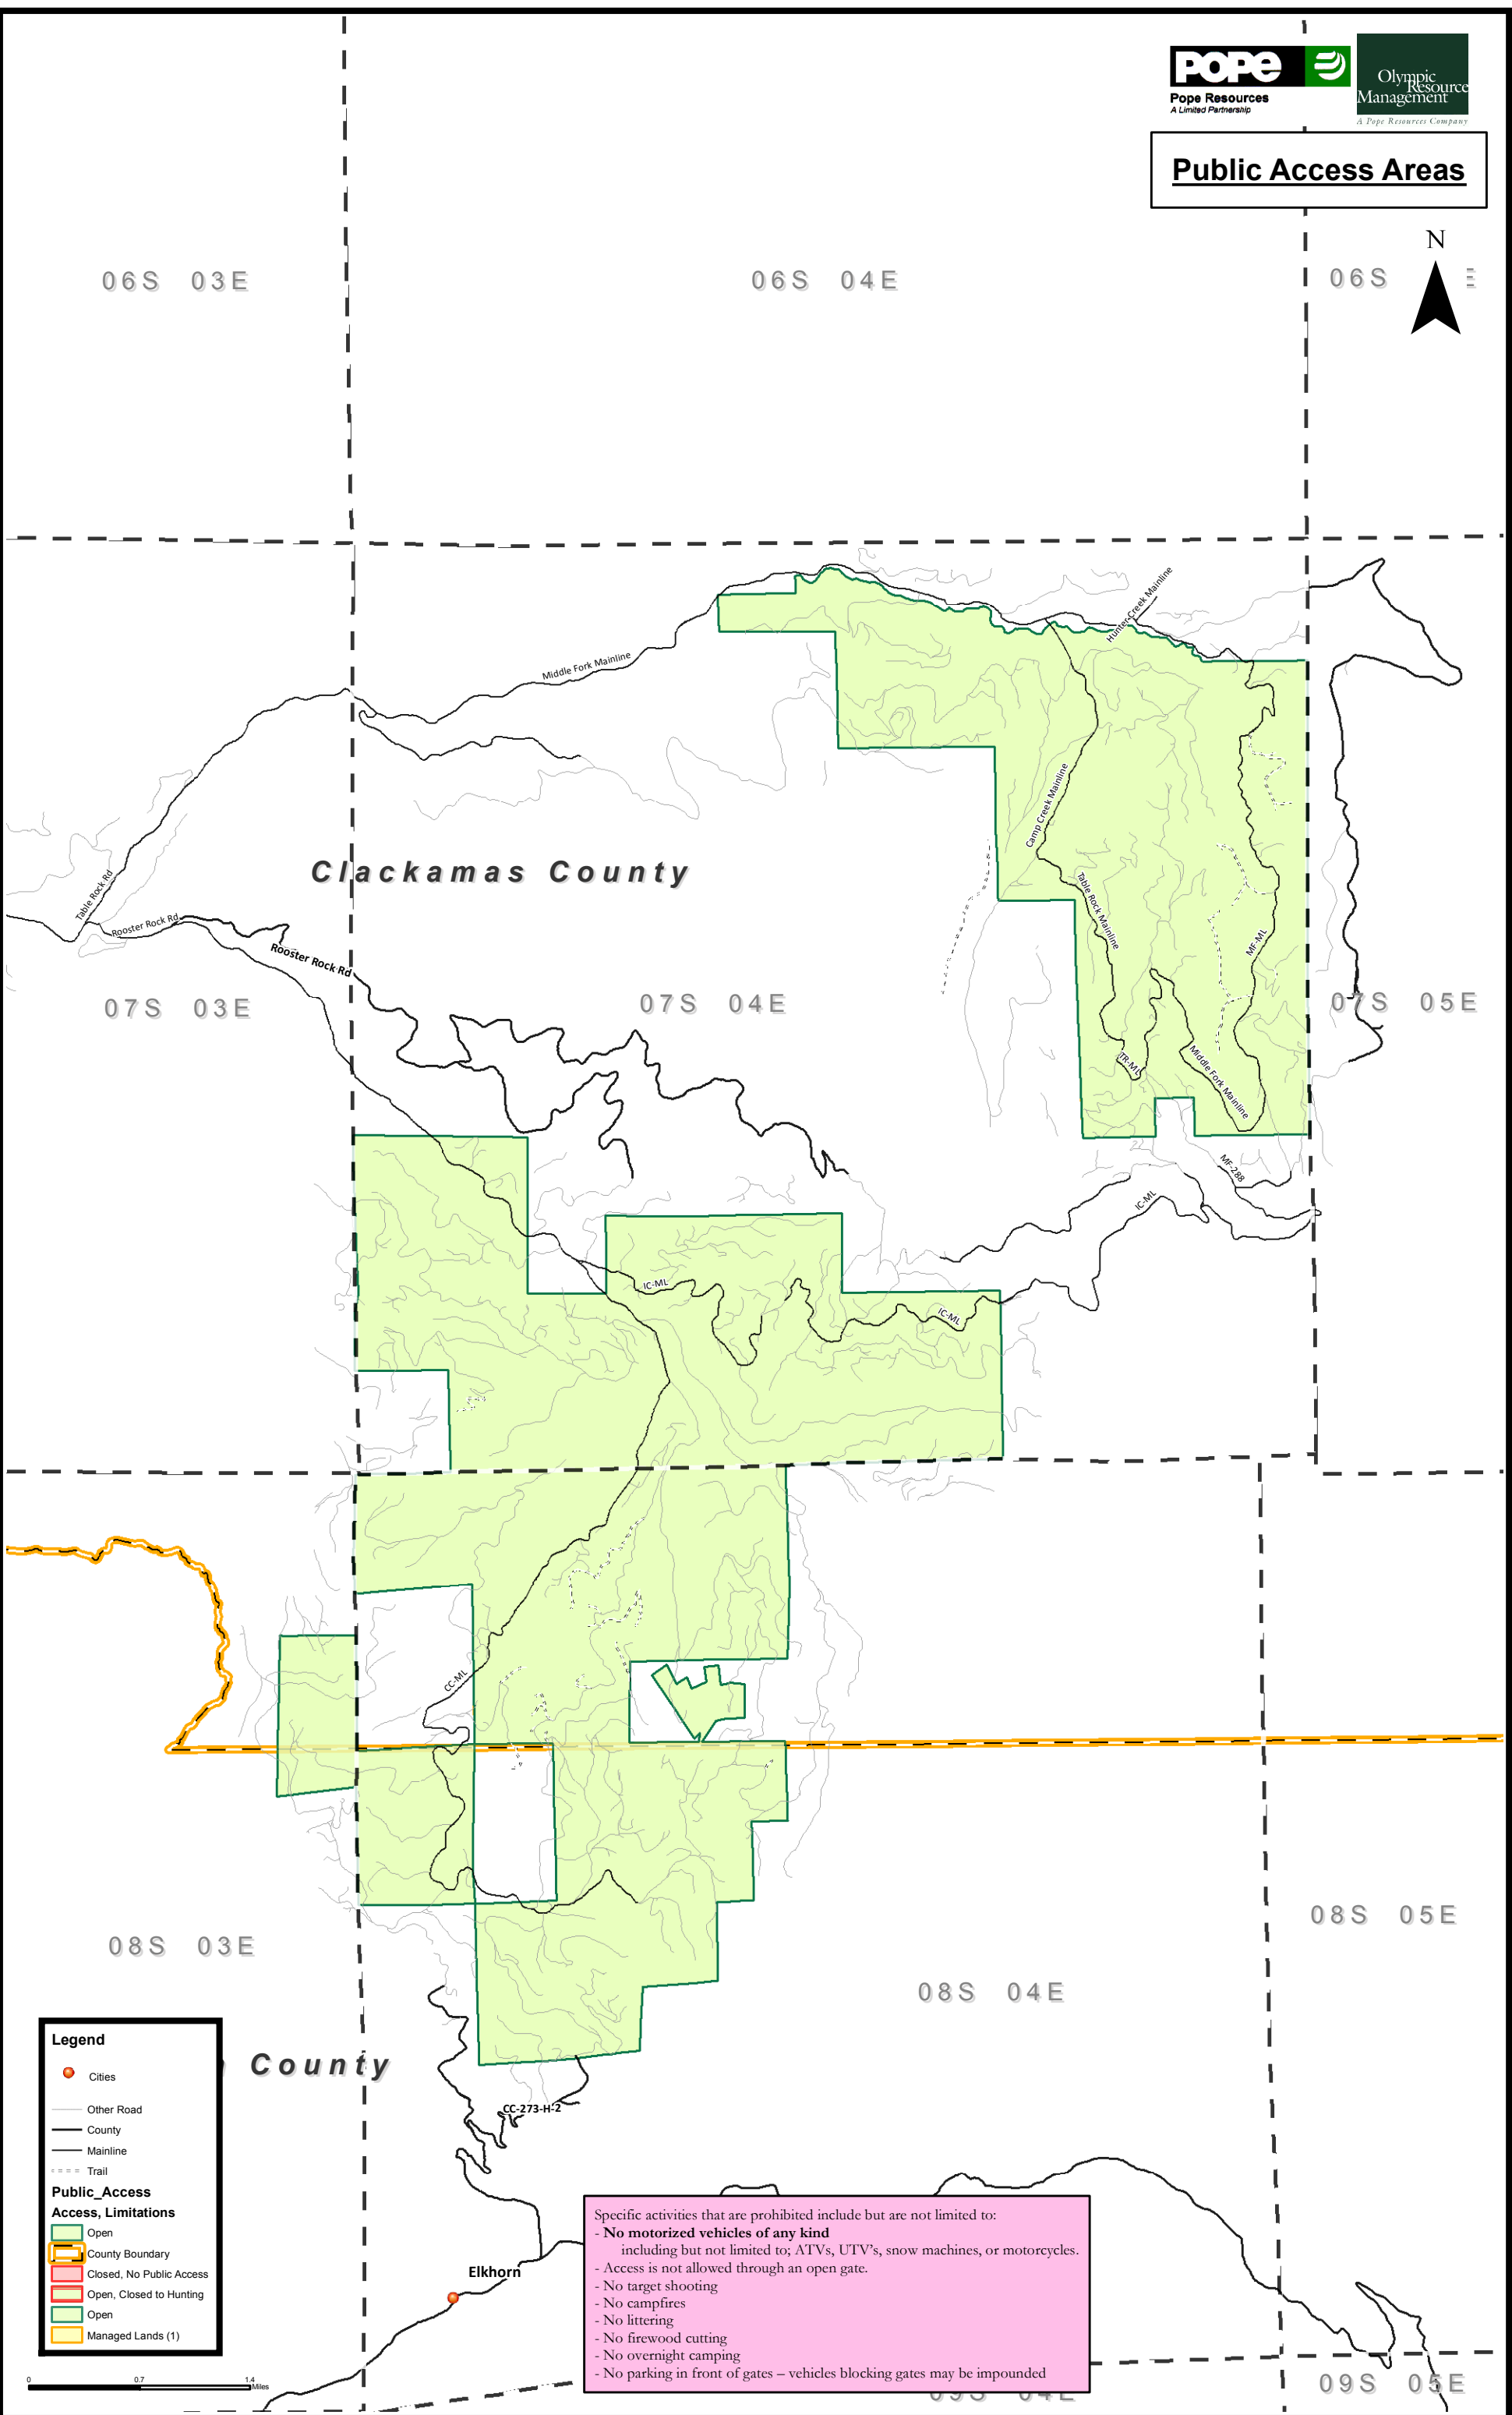 POPE
Pope Resources
A Limited Partnership
Olympic
Resource
Management
A Pope Resources Company
Public Access Areas
N
06S 03E
06S 04E
06S E
Hunter Creek Mainline
Middle Fork Mainline
Camp Creek Mainline
Clackamas County
Table Rock Rd
Rooster Rock Rd
Rooster Rock Rd
Table Rock Mainline
MF-ML
07S 03E
07S 04E
07S 05E
TR-ML
Middle Fork Mainline
MF-288
IC-ML
IC-ML
IC-ML
CC-ML
08S 03E
08S 04E
08S 05E
County
CC-273-H-2
Elkhorn
Legend
Cities
Other Road
County
Mainline
Trail
Public_Access
Access, Limitations
Open
County Boundary
Closed, No Public Access
Open, Closed to Hunting
Open
Managed Lands (1)
0 0.7 1.4
Miles
Specific activities that are prohibited include but are not limited to:
- No motorized vehicles of any kind
including but not limited to; ATVs, UTV's, snow machines, or motorcycles.
- Access is not allowed through an open gate.
- No target shooting
- No campfires
- No littering
- No firewood cutting
- No overnight camping
- No parking in front of gates – vehicles blocking gates may be impounded
09S 04E
09S 05E